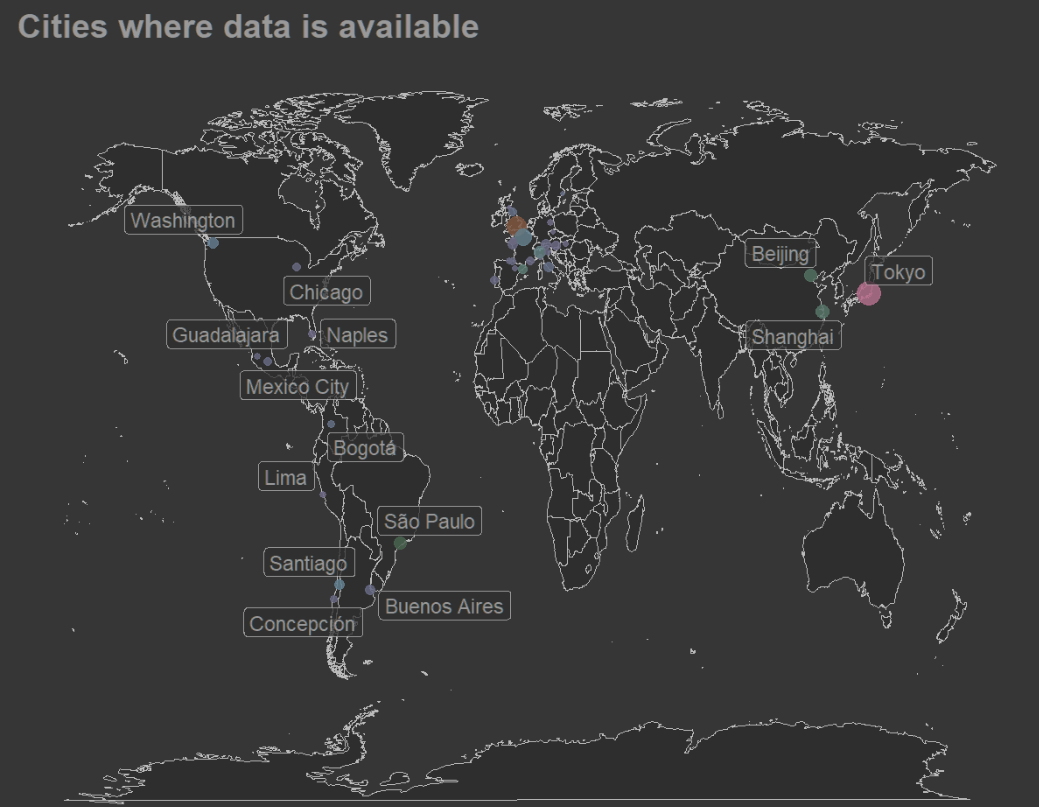 Cities where data is available
Washington
Beijing
Tokyo
Chicago
Guadalajara
Naples
Shanghai
Mexico City
Bogotá
Lima
São Paulo
Santiago
Buenos Aires
Concepción